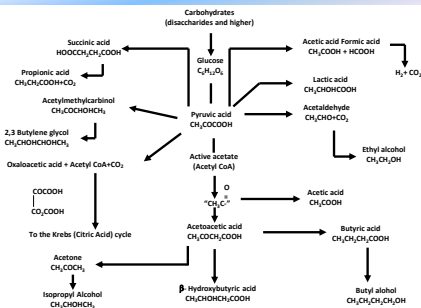 Carbohydrates
(disaccharides and higher)
Succinic acid
HOOCCH₂CH₂COOH
Glucose
C₆H₁₂O₆
Acetic acid Formic acid
CH₃COOH + HCOOH
H₂+ CO₂
Propionic acid
CH₃CH₂COOH+CO₂
Lactic acid
CH₃CHOHCOOH
Acetylmethylcarbinol
CH₃COCHOHCH₃
Pyruvic acid
CH₃COCOOH
Acetaldehyde
CH₃CHO+CO₂
2,3 Butylene glycol
CH₃CHOHCHOHCH₃
Ethyl alcohol
CH₃CH₂OH
Oxaloacetic acid + Acetyl CoA+CO₂
Active acetate
(Acetyl CoA)
COCOOH
CO₂COOH
O
=
"CH₃C-"
Acetic acid
CH₃COOH
To the Krebs (Citric Acid) cycle
Acetoacetic acid
CH₃COCH₂COOH
Butyric acid
CH₃CH₂CH₂COOH
Acetone
CH₃COCH₃
β- Hydroxybutyric acid
CH₃CHOHCH₂COOH
Isopropyl Alcohol
CH₃CHOHCH₃
Butyl alohol
CH₃CH₂CH₂CH₂OH